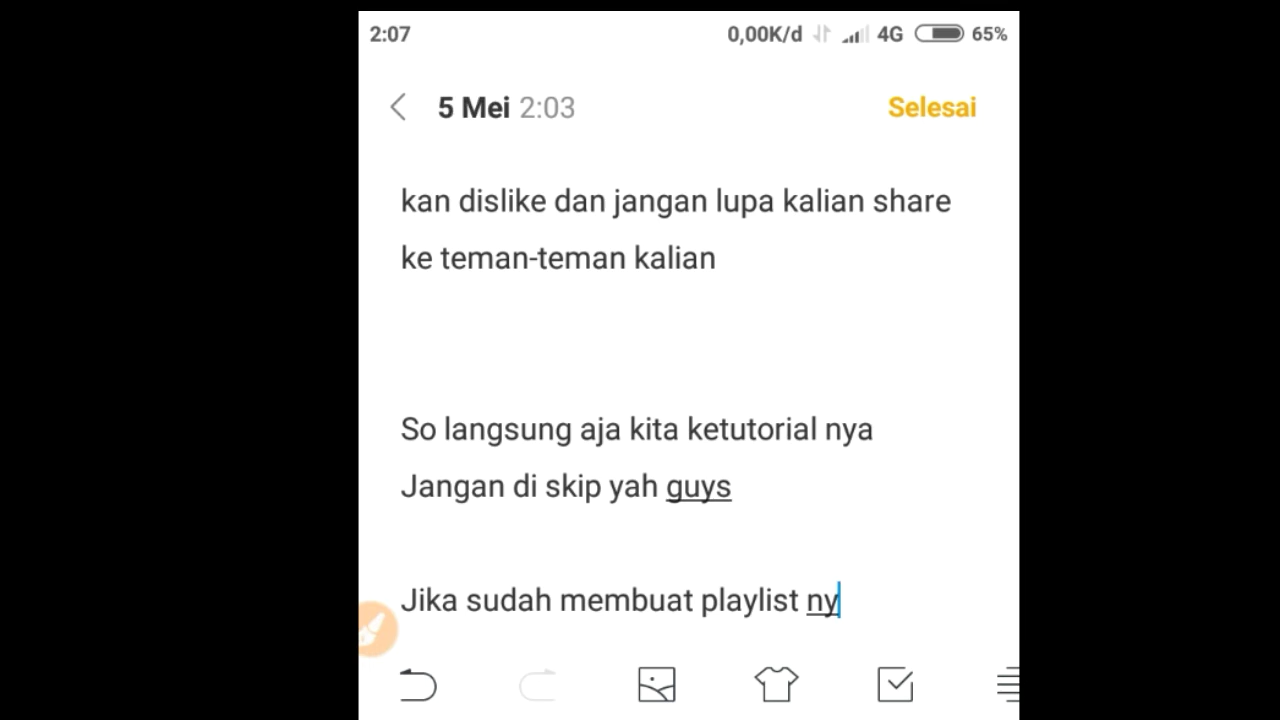 2:07 0,00K/d 4G 65%
5 Mei 2:03 Selesai
kan dislike dan jangan lupa kalian share
ke teman-teman kalian
So langsung aja kita ketutorial nya
Jangan di skip yah guys
Jika sudah membuat playlist ny